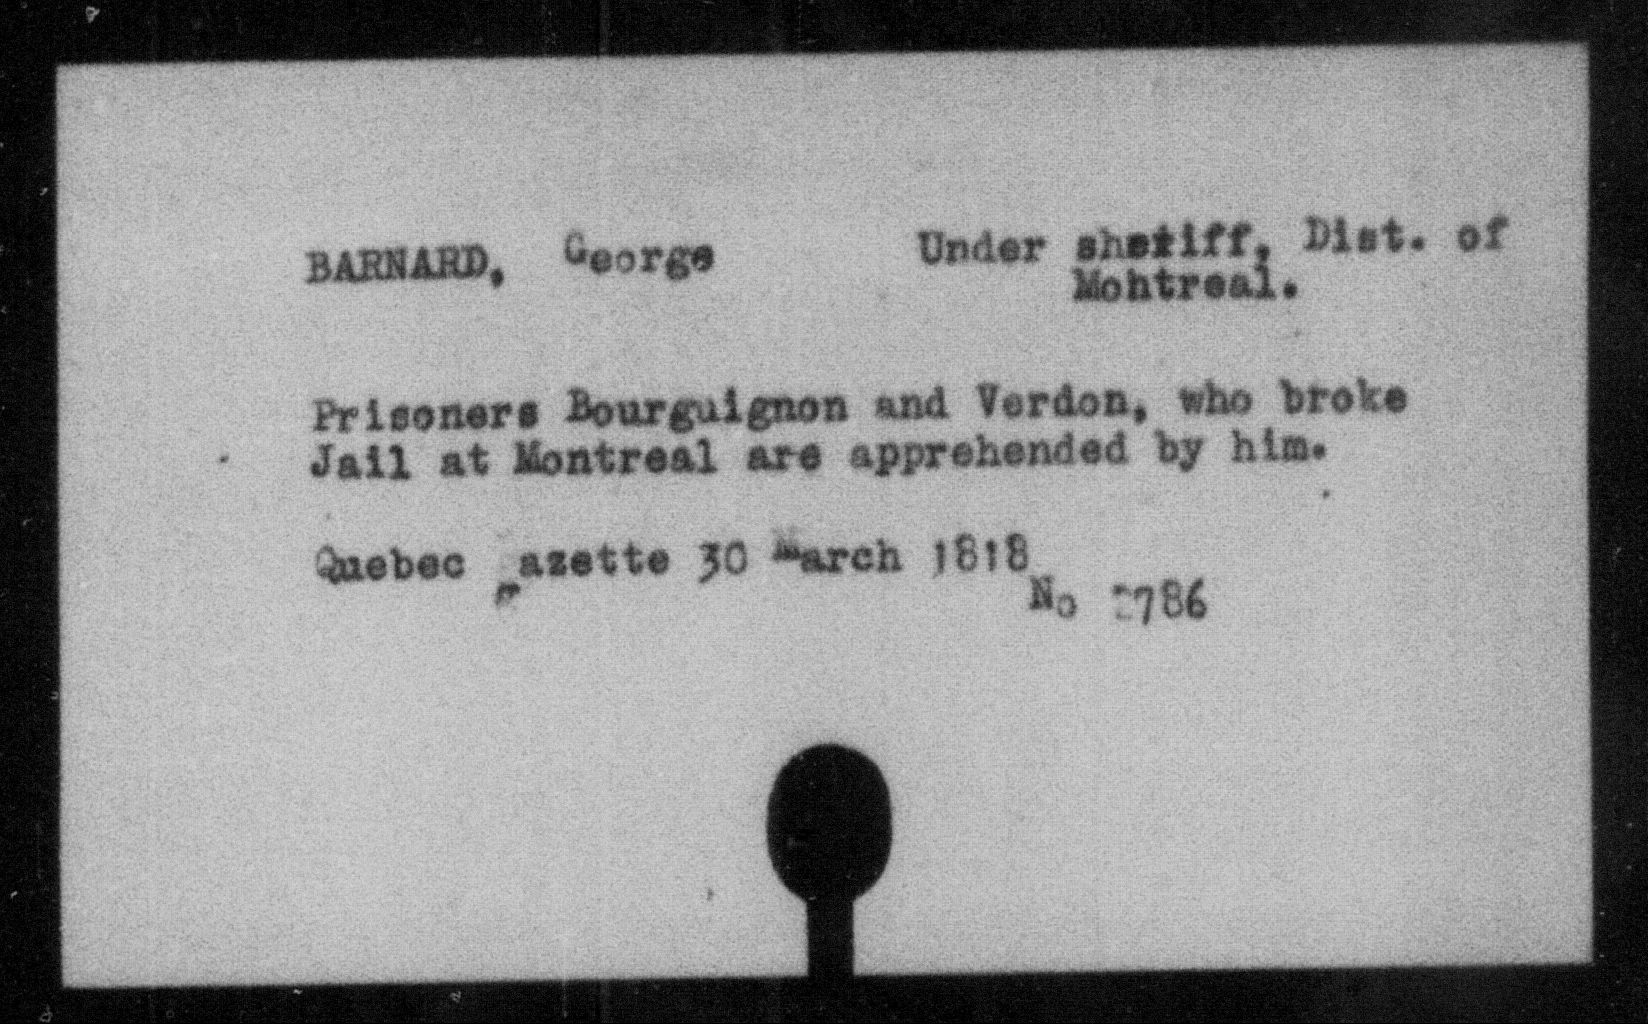 BARNARD, George Under sheriff, Dist. of
Mohtreal.
Prisoners Bourguignon and Verdon, who broke
Jail at Montreal are apprehended by him.
Quebec Gazette 30 March 1818
No 2786